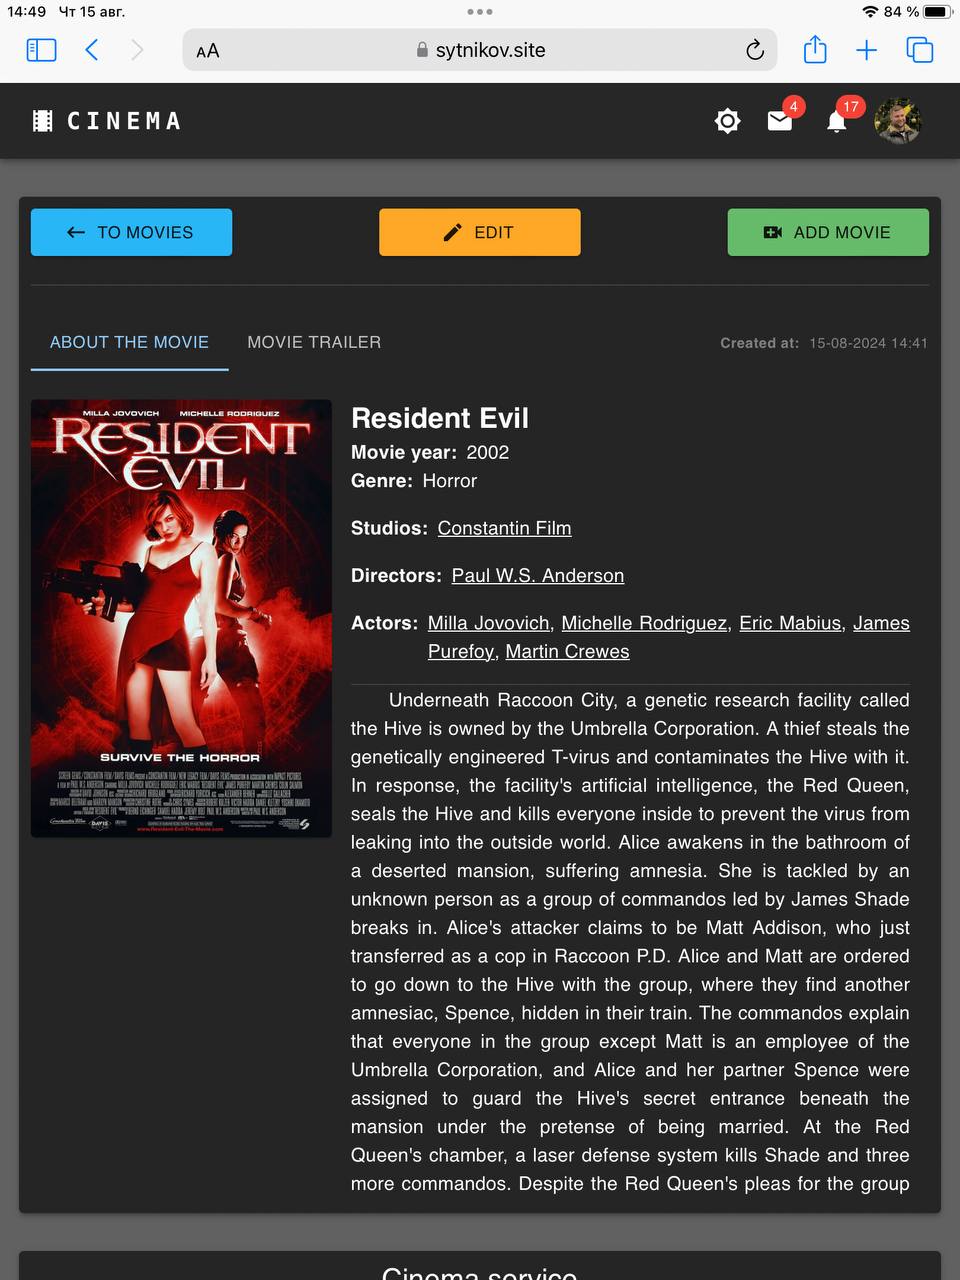 14:49 Чт 15 авг.
84 %
AA
sytnikov.site
CINEMA
4
17
TO MOVIES
EDIT
ADD MOVIE
ABOUT THE MOVIE
MOVIE TRAILER
Created at: 15-08-2024 14:41
MILLA JOVOVICH MICHELLE RODRIGUEZ
RESIDENT
EVIL
SURVIVE THE HORROR
www.Resident-Evil-The-Movie.com
Resident Evil
Movie year: 2002
Genre: Horror
Studios: Constantin Film
Directors: Paul W.S. Anderson
Actors: Milla Jovovich, Michelle Rodriguez, Eric Mabius, James
Purefoy, Martin Crewes
Underneath Raccoon City, a genetic research facility called
the Hive is owned by the Umbrella Corporation. A thief steals the
genetically engineered T-virus and contaminates the Hive with it.
In response, the facility's artificial intelligence, the Red Queen,
seals the Hive and kills everyone inside to prevent the virus from
leaking into the outside world. Alice awakens in the bathroom of
a deserted mansion, suffering amnesia. She is tackled by an
unknown person as a group of commandos led by James Shade
breaks in. Alice's attacker claims to be Matt Addison, who just
transferred as a cop in Raccoon P.D. Alice and Matt are ordered
to go down to the Hive with the group, where they find another
amnesiac, Spence, hidden in their train. The commandos explain
that everyone in the group except Matt is an employee of the
Umbrella Corporation, and Alice and her partner Spence were
assigned to guard the Hive's secret entrance beneath the
mansion under the pretense of being married. At the Red
Queen's chamber, a laser defense system kills Shade and three
more commandos. Despite the Red Queen's pleas for the group
Cinema service